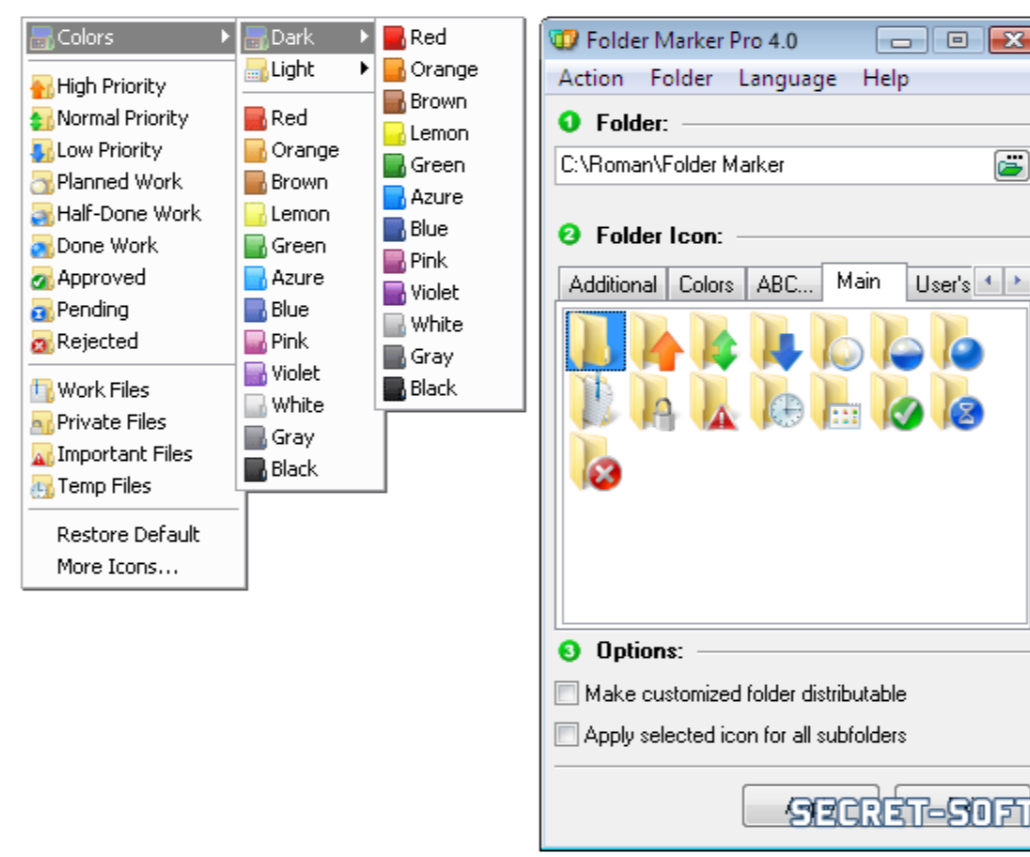 Colors
High Priority
Normal Priority
Low Priority
Planned Work
Half-Done Work
Done Work
Approved
Pending
Rejected
Work Files
Private Files
Important Files
Temp Files
Restore Default
More Icons...
Dark
Light
Red
Orange
Brown
Lemon
Green
Azure
Blue
Pink
Violet
White
Gray
Black
Red
Orange
Brown
Lemon
Green
Azure
Blue
Pink
Violet
White
Gray
Black
Folder Marker Pro 4.0
Action Folder Language Help
1 Folder:
C:\Roman\Folder Marker
2 Folder Icon:
Additional Colors ABC... Main User's
3 Options:
Make customized folder distributable
Apply selected icon for all subfolders
SECRET-SOFT